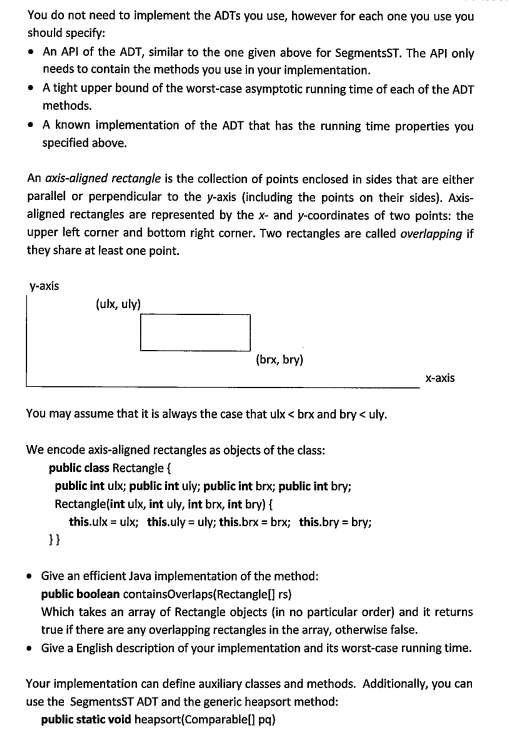 You do not need to implement the ADTs you use, however for each one you use you
should specify:
• An API of the ADT, similar to the one given above for SegmentsST. The API only
needs to contain the methods you use in your implementation.
• A tight upper bound of the worst-case asymptotic running time of each of the ADT
methods.
• A known implementation of the ADT that has the running time properties you
specified above.
An axis-aligned rectangle is the collection of points enclosed in sides that are either
parallel or perpendicular to the y-axis (including the points on their sides). Axis-
aligned rectangles are represented by the x- and y-coordinates of two points: the
upper left corner and bottom right corner. Two rectangles are called overlapping if
they share at least one point.
y-axis
(ulx, uly)
(brx, bry)
x-axis
You may assume that it is always the case that ulx < brx and bry < uly.
We encode axis-aligned rectangles as objects of the class:
public class Rectangle {
public int ulx; public int uly; public int brx; public int bry;
Rectangle(int ulx, int uly, int brx, int bry) {
this.ulx = ulx; this.uly = uly; this.brx = brx; this.bry = bry;
}}
• Give an efficient Java implementation of the method:
public boolean containsOverlaps(Rectangle[] rs)
Which takes an array of Rectangle objects (in no particular order) and it returns
true if there are any overlapping rectangles in the array, otherwise false.
• Give a English description of your implementation and its worst-case running time.
Your implementation can define auxiliary classes and methods. Additionally, you can
use the SegmentsST ADT and the generic heapsort method:
public static void heapsort(Comparable[] pq)